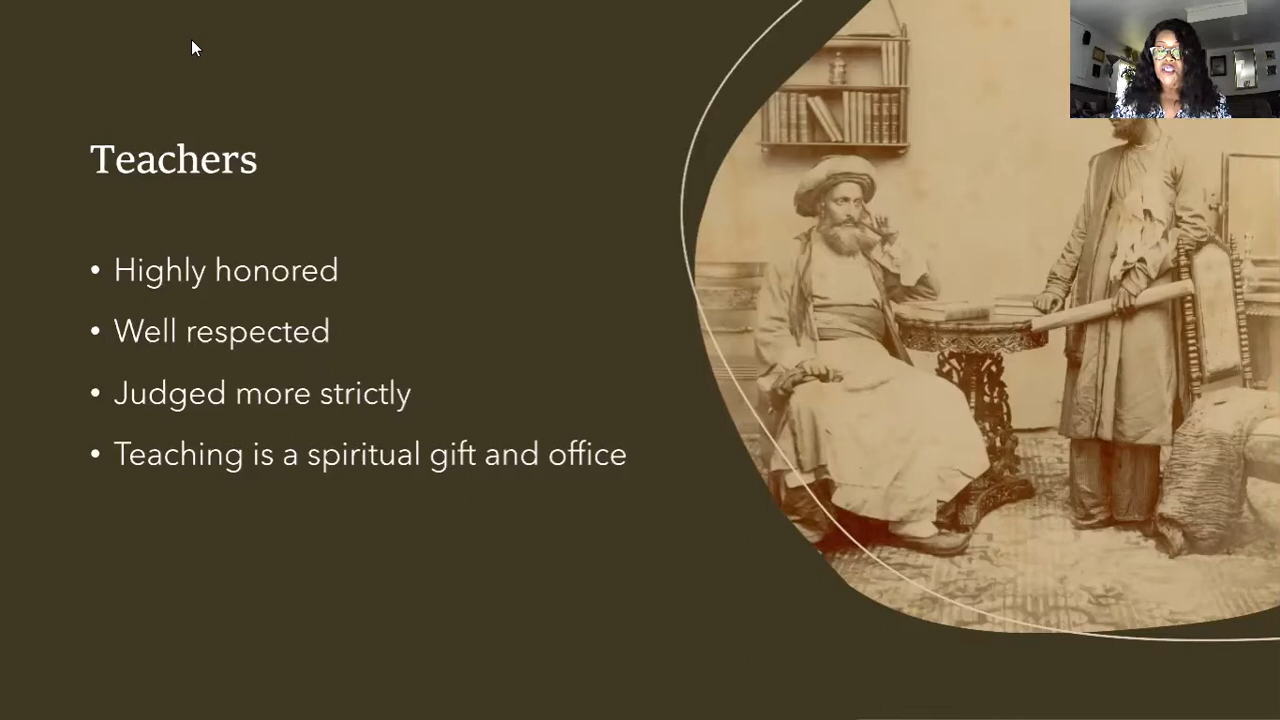 Teachers
• Highly honored
• Well respected
• Judged more strictly
• Teaching is a spiritual gift and office